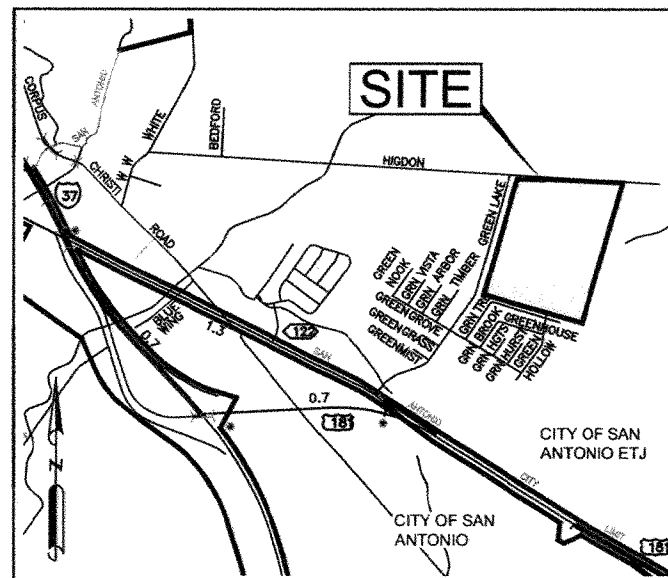 SITE
CORPUS
CHRISTI
ROAD
SAN
ANTONIO
W W WHITE
BEDFORD
HIGDON
37
GREEN LAKE
GREEN
NOOK
GRN VISTA
GRN ARBOR
GRN TIMBER
GREEN GROVE
GREENGRASS
GREENMIST
GREENHOUSE
GRN BROOK
GRN HGTS
GRN HURST
HOLLOW
BLUE
WING
0.7
1.3
122
SAN
ANTONIO
0.7
181
CITY OF SAN
ANTONIO ETJ
CITY
LIMIT
CITY OF SAN
ANTONIO
181
N